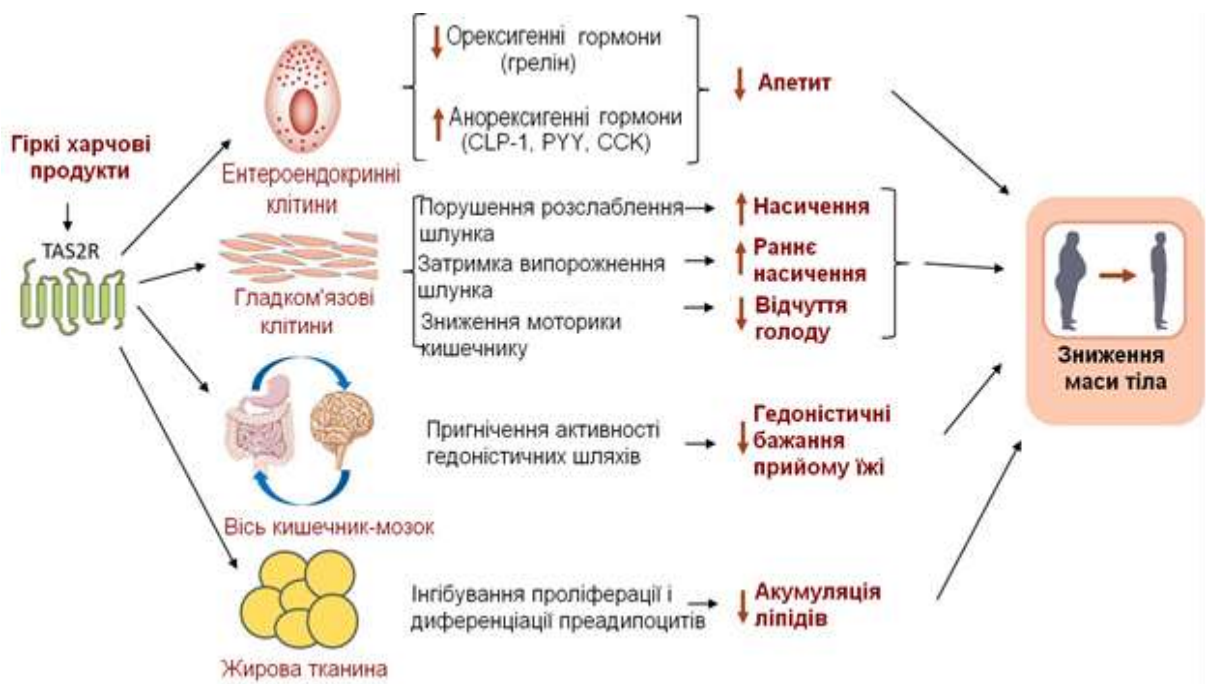 Гіркі харчові
продукти
TAS2R
Ентероендокринні
клітини
Орексигенні гормони
(грелін)
Анорексигенні гормони
(CLP-1, PYY, CCK)
Апетит
Гладком'язові
клітини
Порушення розслаблення
шлунка
Затримка випорожнення
шлунка
Зниження моторики
кишечнику
Насичення
Раннє
насичення
Відчуття
голоду
Вісь кишечник-мозок
Пригнічення активності
гедоністичних шляхів
Гедоністичні
бажання
прийому їжі
Жирова тканина
Інгібування проліферації і
диференціації преадипоцитів
Акумуляція
ліпідів
Зниження
маси тіла